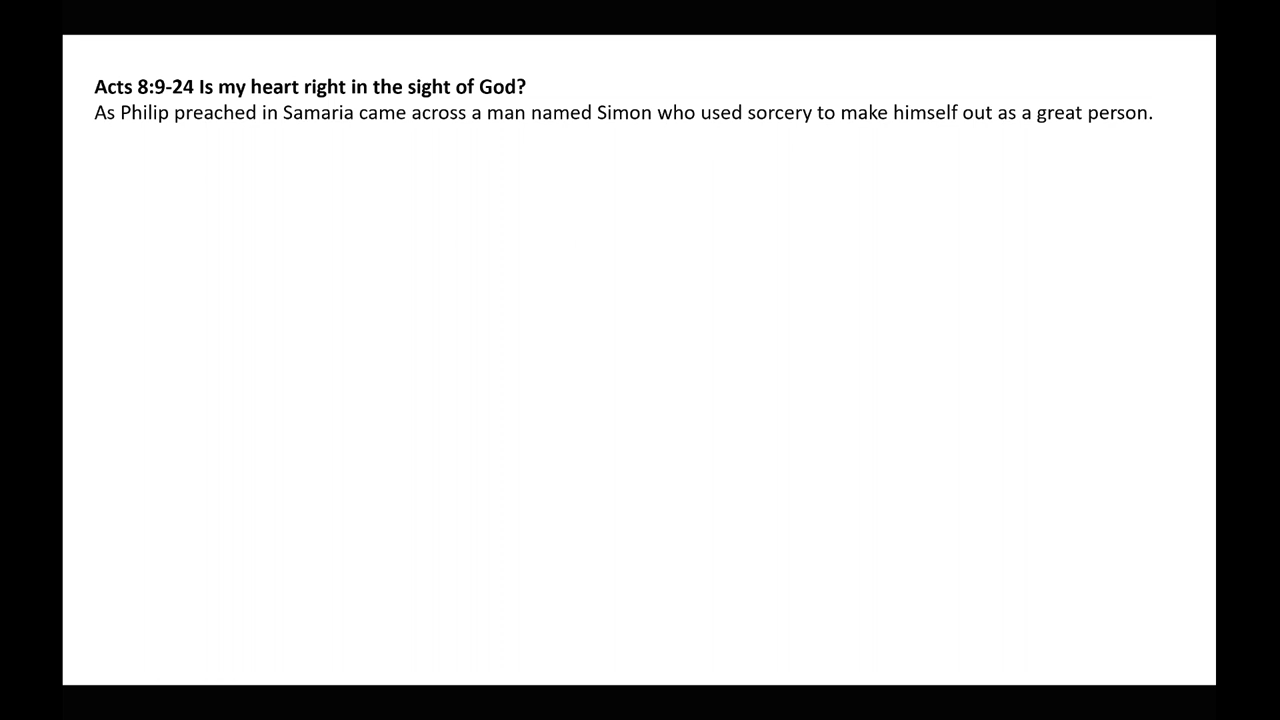 Acts 8:9-24 Is my heart right in the sight of God?
As Philip preached in Samaria came across a man named Simon who used sorcery to make himself out as a great person.